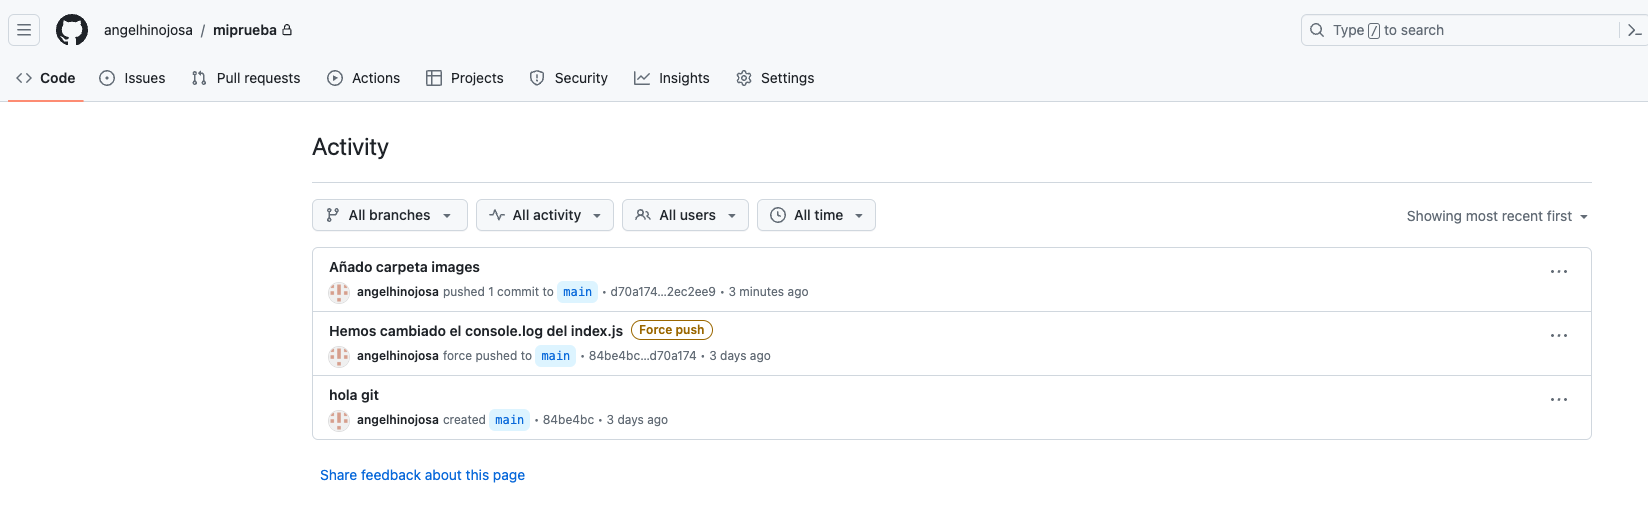 angelhinojosa / miprueba
Type / to search
Code Issues Pull requests Actions Projects Security Insights Settings
Activity
All branches All activity All users All time Showing most recent first
Añado carpeta images
angelhinojosa pushed 1 commit to main • d70a174...2ec2ee9 • 3 minutes ago
Hemos cambiado el console.log del index.js Force push
angelhinojosa force pushed to main • 84be4bc...d70a174 • 3 days ago
hola git
angelhinojosa created main • 84be4bc • 3 days ago
Share feedback about this page